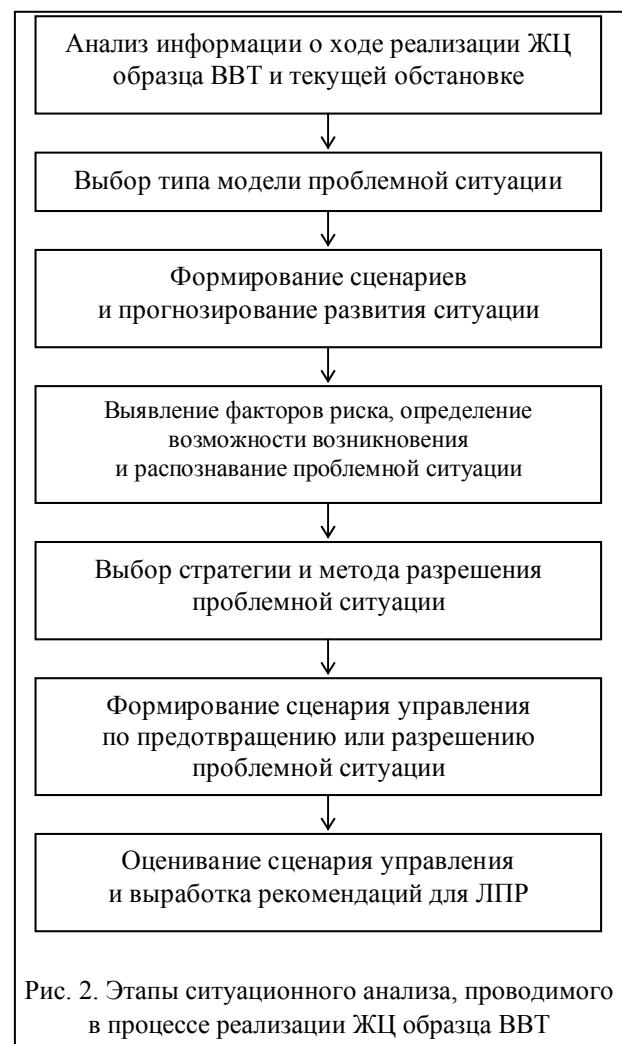 Анализ информации о ходе реализации ЖЦ
образца ВВТ и текущей обстановке
Выбор типа модели проблемной ситуации
Формирование сценариев
и прогнозирование развития ситуации
Выявление факторов риска, определение
возможности возникновения
и распознавание проблемной ситуации
Выбор стратегии и метода разрешения
проблемной ситуации
Формирование сценария управления
по предотвращению или разрешению
проблемной ситуации
Оценивание сценария управления
и выработка рекомендаций для ЛПР
Рис. 2. Этапы ситуационного анализа, проводимого
в процессе реализации ЖЦ образца ВВТ